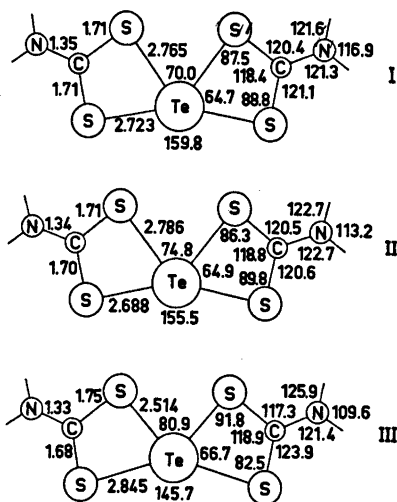 1.71 S S 121.6
N 1.35 2.765 87.5 120.4 N 116.9
C 70.0 118.4 C 121.3 I
1.71 Te 64.7 88.8 121.1
S 2.723 S
159.8
1.71 S S 122.7
N 1.34 2.786 86.3 120.5 N 113.2
C 74.8 118.8 C 122.7 II
1.70 Te 64.9 89.8 120.6
S 2.688 S
155.5
1.75 S S 125.9
N 1.33 2.514 91.8 117.3 N 109.6
C 80.9 118.9 C 121.4 III
1.68 Te 66.7 82.5 123.9
S 2.845 S
145.7